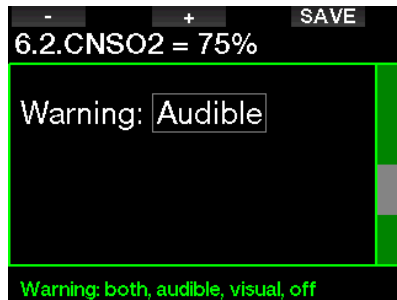 - + SAVE
6.2.CNSO2 = 75%
Warning: Audible
Warning: both, audible, visual, off